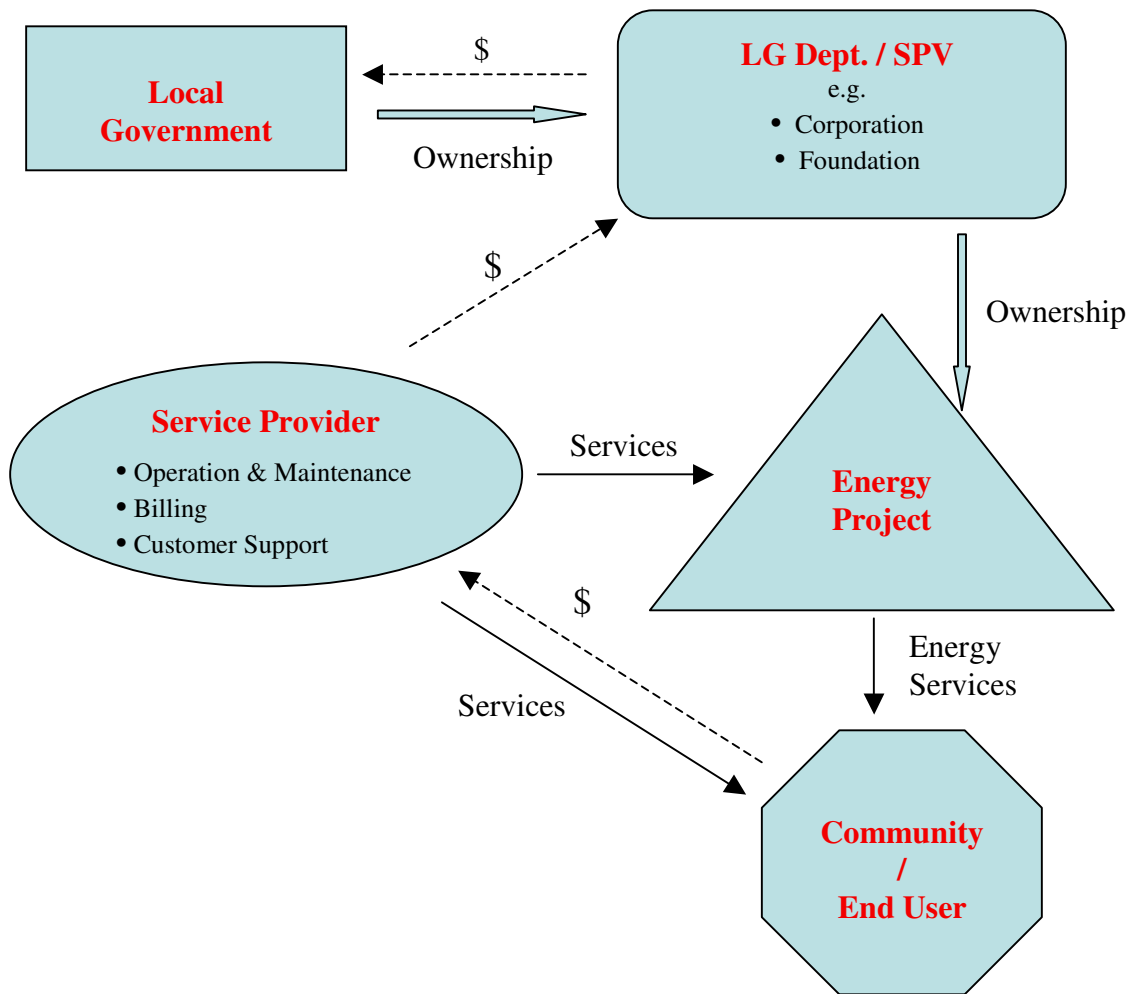 $
Local
Government
Ownership
LG Dept. / SPV
e.g.
• Corporation
• Foundation
$
Ownership
Service Provider
• Operation & Maintenance
• Billing
• Customer Support
Services
Energy
Project
$
Services
Energy
Services
Community
/
End User